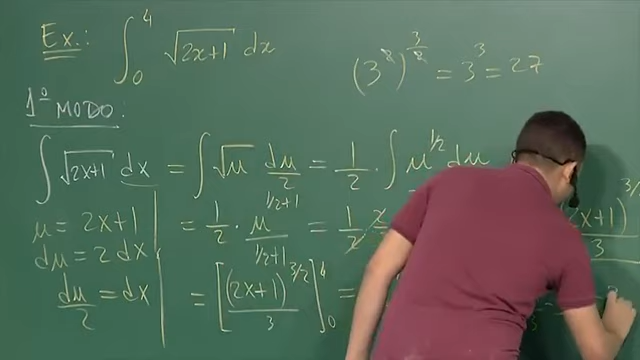 Ex.: ∫₀⁴ √(2x+1) dx
(3²)^(3/2) = 3³ = 27
1º MODO:
∫ √(2x+1) dx = ∫ √u du/2 = 1/2 · ∫ u^(1/2) du
u = 2x+1 = 1/2 · u^(1/2+1)/(1/2+1) = 1/2 (2x+1)^(3/2)/3
du = 2dx
du/2 = dx = [(2x+1)^(3/2)/3]₀⁴ =